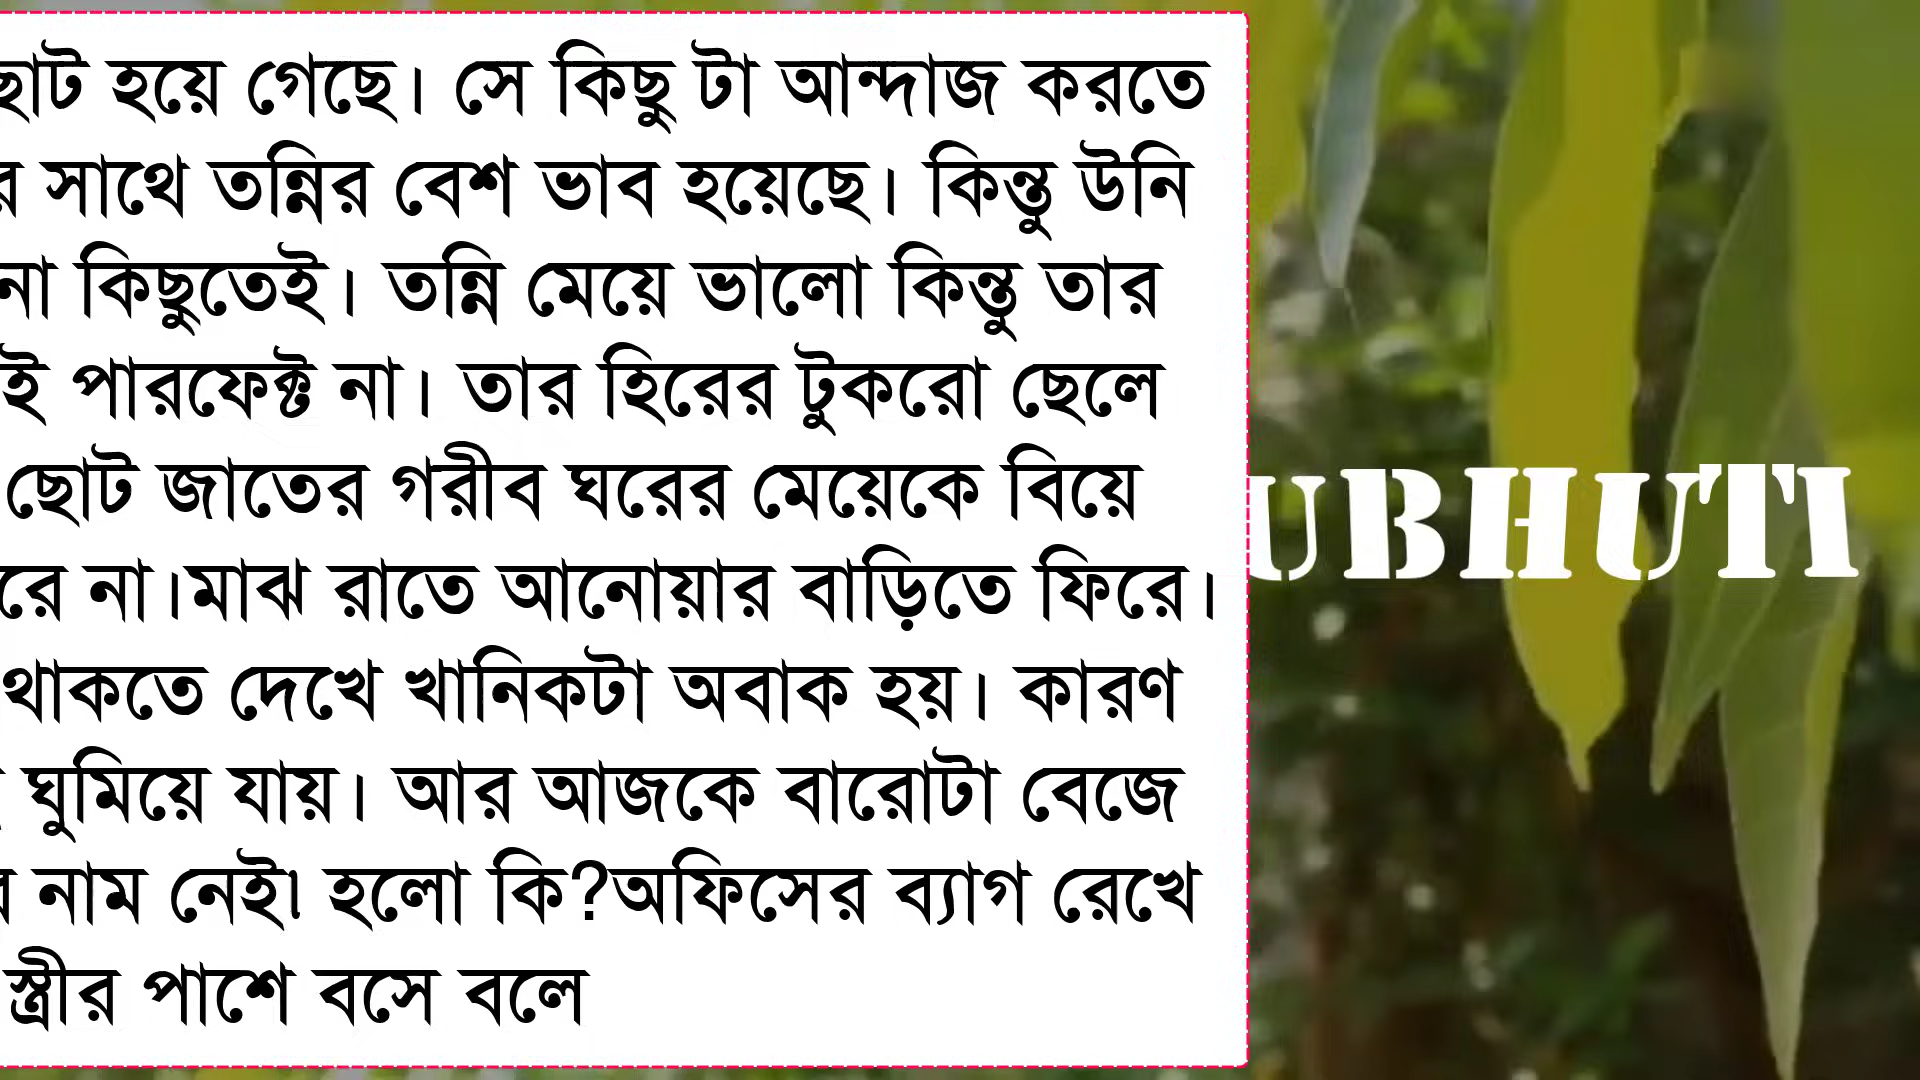 হয়ে গেছে। সে কিছু টা আন্দাজ করতে
সাথে তন্নির বেশ ভাব হয়েছে। কিন্তু উনি
না কিছুতেই। তন্নি মেয়ে ভালো কিন্তু তার
ই পারফেক্ট না। তার হিরের টুকরো ছেলে
ছোট জাতের গরীব ঘরের মেয়েকে বিয়ে
রে না।মাঝ রাতে আনোয়ার বাড়িতে ফিরে।
থাকতে দেখে খানিকটা অবাক হয়। কারণ
ঘুমিয়ে যায়। আর আজকে বারোটা বেজে
নাম নেই৷ হলো কি?অফিসের ব্যাগ রেখে
স্ত্রীর পাশে বসে বলে
UBHUTI